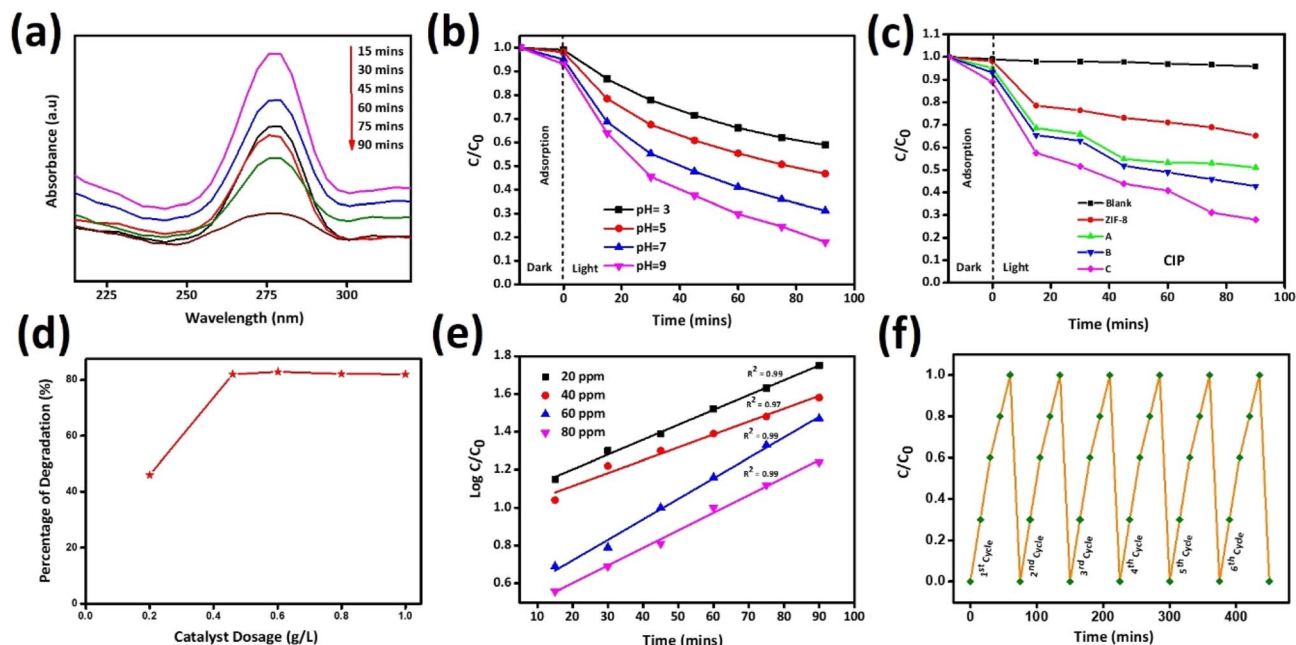 (a)
Absorbance (a.u)
15 mins
30 mins
45 mins
60 mins
75 mins
90 mins
225
250
275
300
Wavelength (nm)
(b)
C/C0
1.0
0.9
0.8
0.7
0.6
0.5
0.4
0.3
0.2
0.1
0.0
Adsorption
pH= 3
pH=5
pH=7
pH=9
Dark
Light
0
20
40
60
80
100
Time (mins)
(c)
C/C0
1.1
1.0
0.9
0.8
0.7
0.6
0.5
0.4
0.3
0.2
0.1
0.0
Adsorption
Blank
ZIF-8
A
B
C
CIP
Dark
Light
0
20
40
60
80
100
Time (mins)
(d)
Percentage of Degradation (%)
80
60
40
20
0
0.0
0.2
0.4
0.6
0.8
1.0
Catalyst Dosage (g/L)
(e)
Log C/C0
1.8
1.6
1.4
1.2
1.0
0.8
0.6
20 ppm
40 ppm
60 ppm
80 ppm
R2 = 0.99
R2 = 0.97
R2 = 0.99
R2 = 0.99
10
20
30
40
50
60
70
80
90
100
Time (mins)
(f)
C/C0
1.0
0.8
0.6
0.4
0.2
0.0
1st Cycle
2nd Cycle
3rd Cycle
4th Cycle
5th Cycle
6th Cycle
0
100
200
300
400
Time (mins)